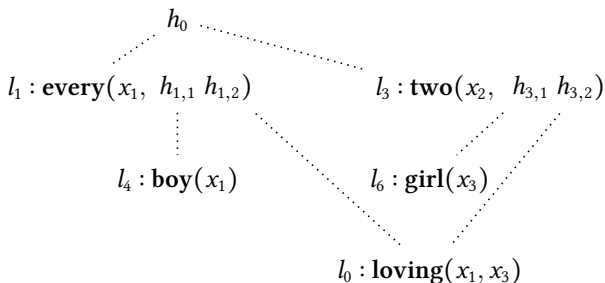 h₀
l₁ : every(x₁, h₁,₁ h₁,₂) l₃ : two(x₂, h₃,₁ h₃,₂)
l₄ : boy(x₁) l₆ : girl(x₃)
l₀ : loving(x₁, x₃)